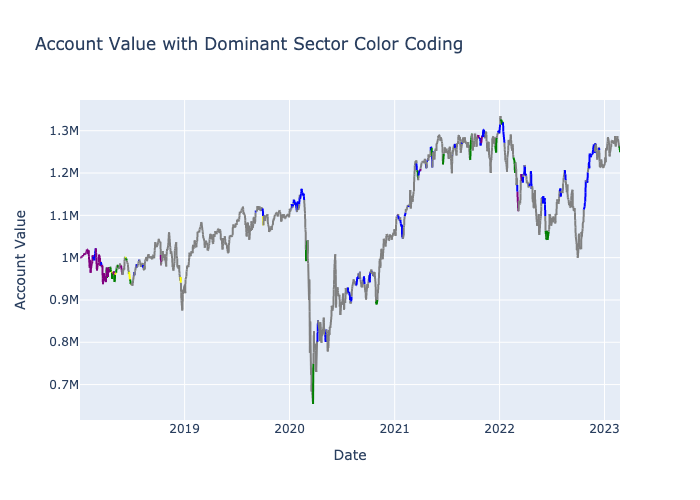 Account Value with Dominant Sector Color Coding
1.3M
1.2M
1.1M
1M
0.9M
0.8M
0.7M
Account Value
2019 2020 2021 2022 2023
Date